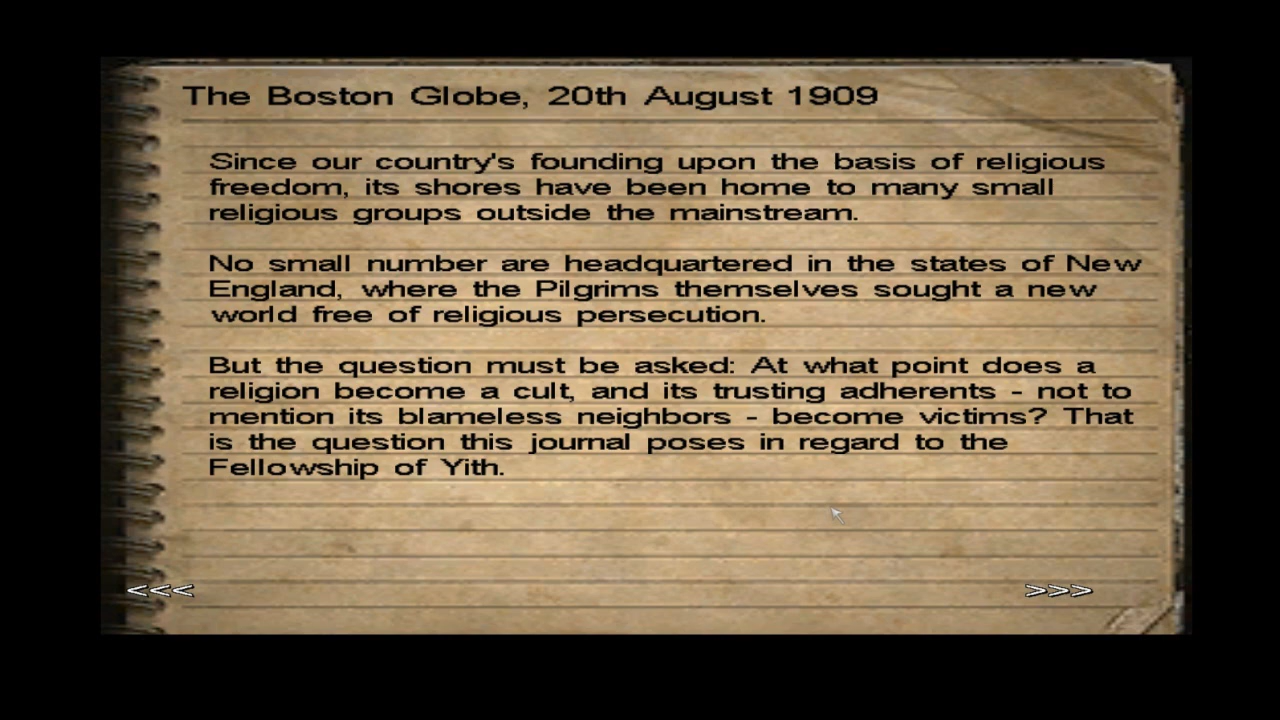 The Boston Globe, 20th August 1909
Since our country's founding upon the basis of religious
freedom, its shores have been home to many small
religious groups outside the mainstream.
No small number are headquartered in the states of New
England, where the Pilgrims themselves sought a new
world free of religious persecution.
But the question must be asked: At what point does a
religion become a cult, and its trusting adherents - not to
mention its blameless neighbors - become victims? That
is the question this journal poses in regard to the
Fellowship of Yith.
<<< >>>